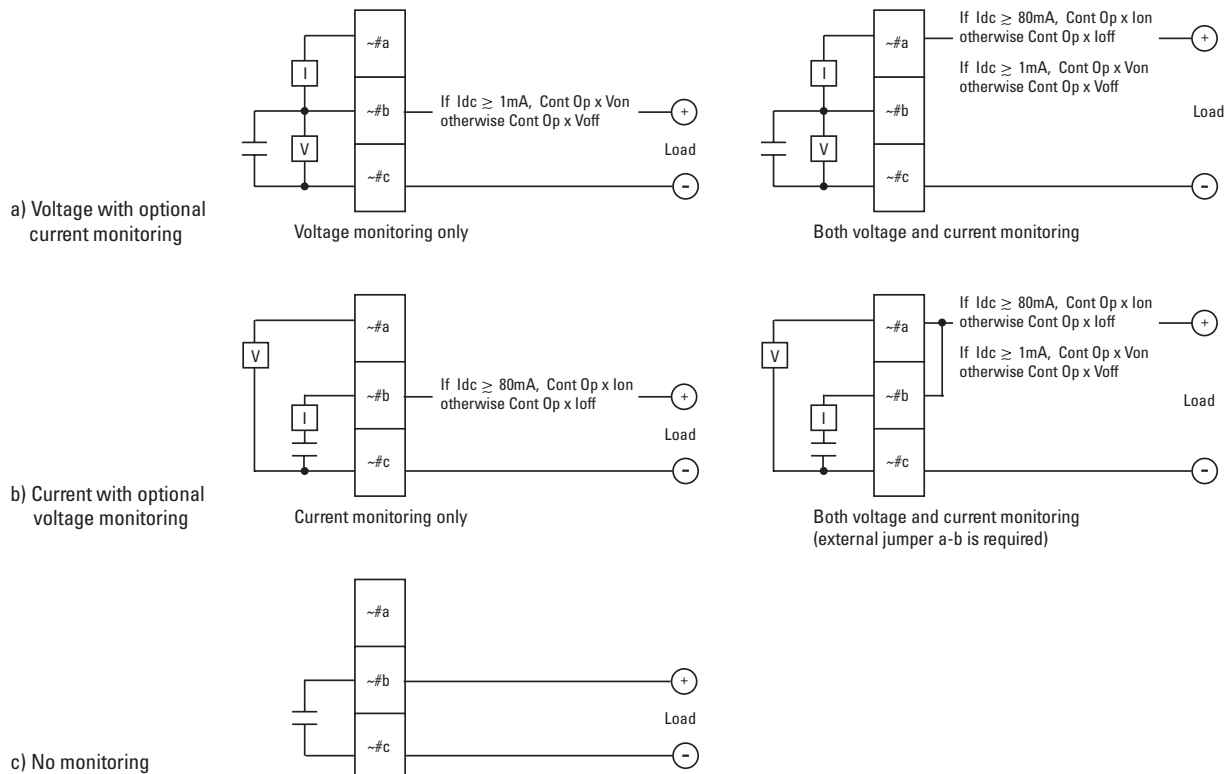 ~#a
I
~#b
V
~#c
If Idc ≳ 1mA, Cont Op x Von
otherwise Cont Op x Voff
+
Load
-
a) Voltage with optional
current monitoring
Voltage monitoring only
~#a
I
~#b
V
~#c
If Idc ≳ 80mA, Cont Op x Ion
otherwise Cont Op x Ioff
If Idc ≳ 1mA, Cont Op x Von
otherwise Cont Op x Voff
+
Load
-
Both voltage and current monitoring
~#a
V
~#b
I
~#c
If Idc ≳ 80mA, Cont Op x Ion
otherwise Cont Op x Ioff
+
Load
-
b) Current with optional
voltage monitoring
Current monitoring only
~#a
V
~#b
I
~#c
If Idc ≳ 80mA, Cont Op x Ion
otherwise Cont Op x Ioff
If Idc ≳ 1mA, Cont Op x Von
otherwise Cont Op x Voff
+
Load
-
Both voltage and current monitoring
(external jumper a-b is required)
~#a
~#b
~#c
+
Load
-
c) No monitoring